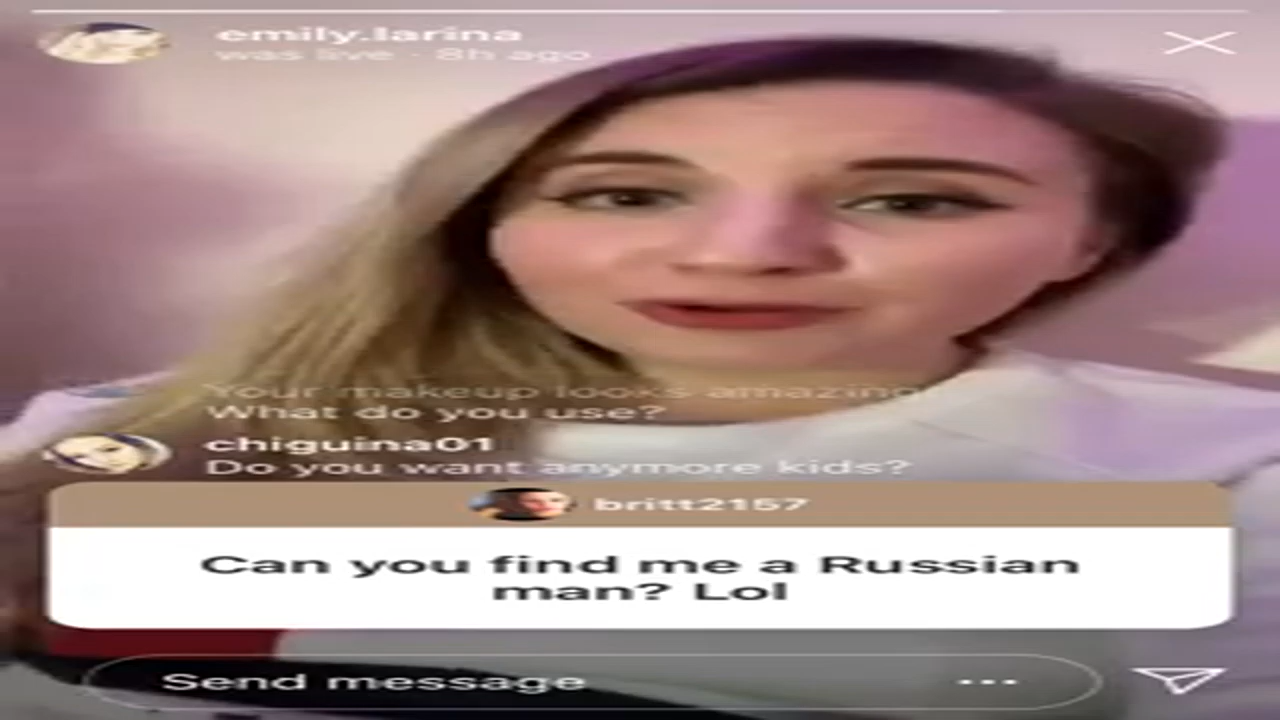 emily.larina
was live · 8h ago
Your makeup looks amazing
What do you use?
chiguina01
Do you want anymore kids?
britt2157
Can you find me a Russian
man? Lol
Send message